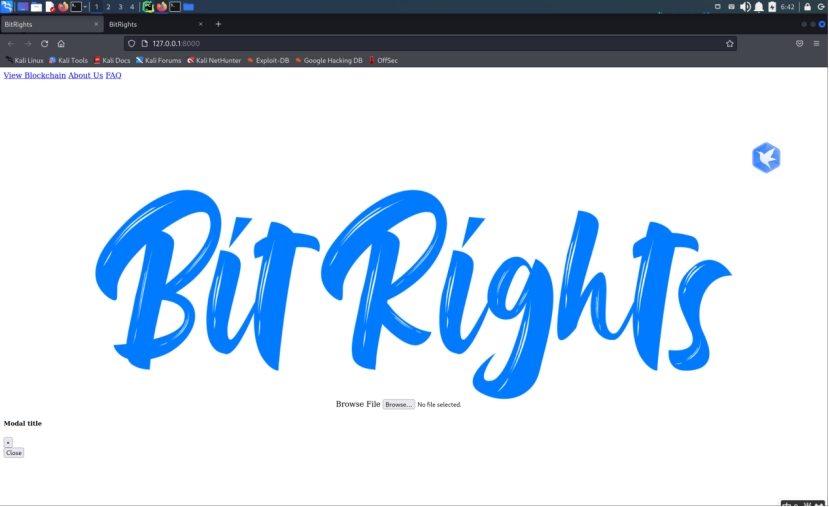 1 2 3 4 6:42
BitRights × BitRights × +
127.0.0.1:8000
Kali Linux Kali Tools Kali Docs Kali Forums Kali NetHunter Exploit-DB Google Hacking DB OffSec
View Blockchain About Us FAQ
BitRights
Browse File Browse... No file selected.
Modal title
×
Close